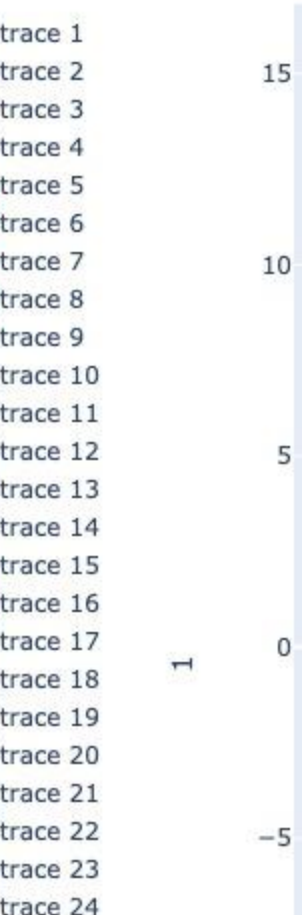 trace 1
trace 2
trace 3
trace 4
trace 5
trace 6
trace 7
trace 8
trace 9
trace 10
trace 11
trace 12
trace 13
trace 14
trace 15
trace 16
trace 17
trace 18
trace 19
trace 20
trace 21
trace 22
trace 23
trace 24
1
15
10
5
0
−5